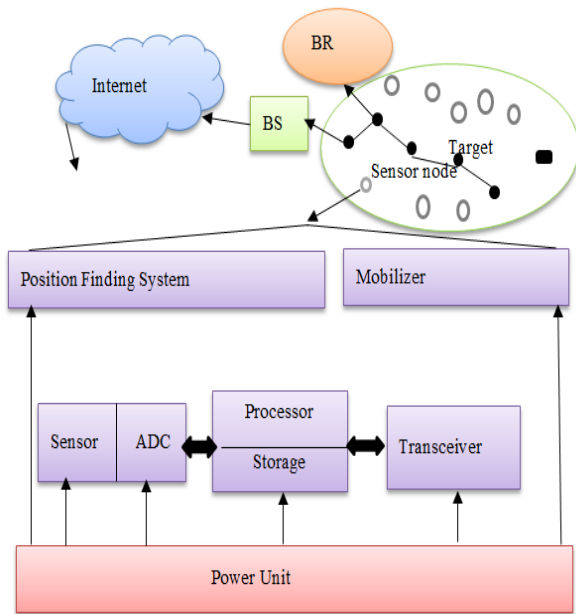 BR
Internet
BS
Target
Sensor node
Position Finding System
Mobilizer
Sensor
ADC
Processor
Storage
Transceiver
Power Unit